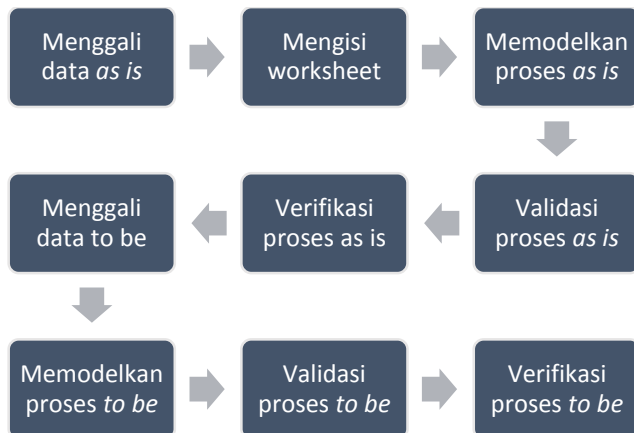 Menggali
data as is
Mengisi
worksheet
Memodelkan
proses as is
Validasi
proses as is
Verifikasi
proses as is
Menggali
data to be
Memodelkan
proses to be
Validasi
proses to be
Verifikasi
proses to be